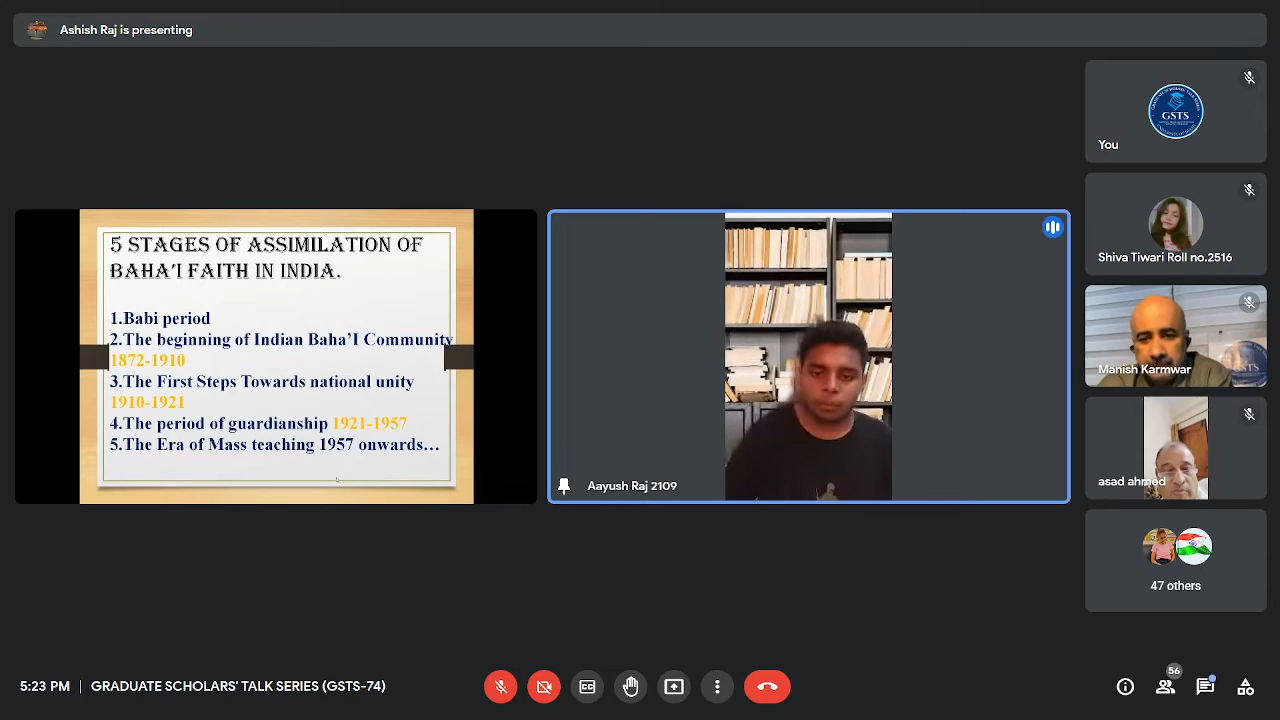 Ashish Raj is presenting
5 STAGES OF ASSIMILATION OF
BAHA'I FAITH IN INDIA.
1.Babi period
2.The beginning of Indian Baha'I Community
1872-1910
3.The First Steps Towards national unity
1910-1921
4.The period of guardianship 1921-1957
5.The Era of Mass teaching 1957 onwards…
Aayush Raj 2109
GSTS
You
Shiva Tiwari Roll no.2516
Manish Karmwar
asad ahmed
47 others
5:23 PM | GRADUATE SCHOLARS' TALK SERIES (GSTS-74)
56